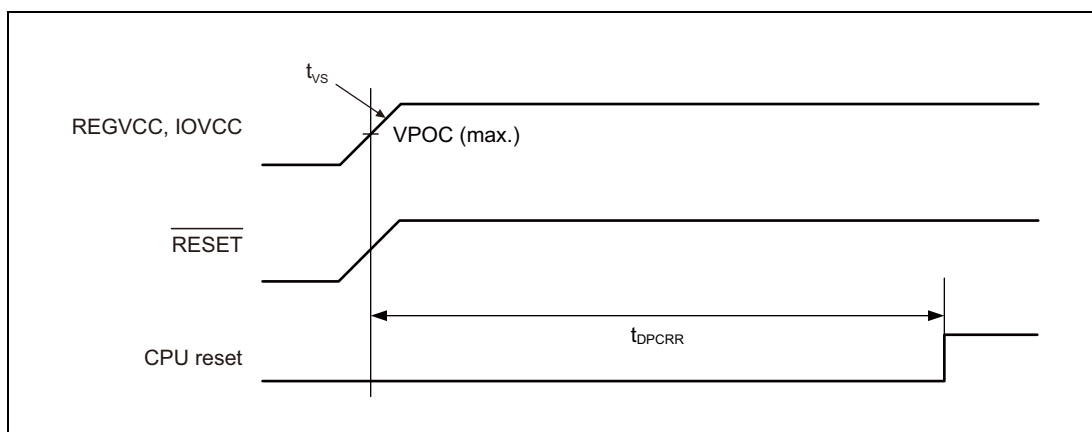 tVS
REGVCC, IOVCC
VPOC (max.)
RESET
tDPCRR
CPU reset